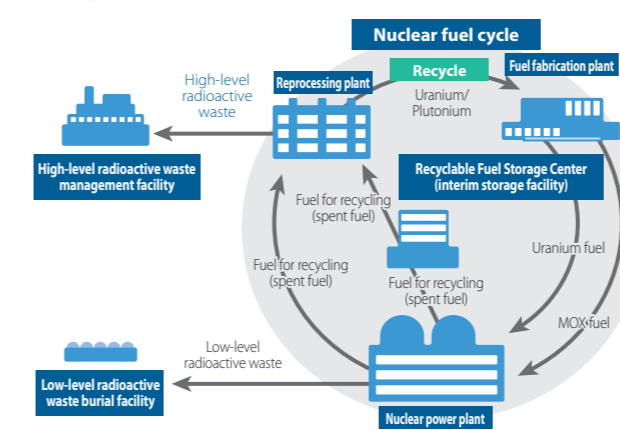 Nuclear fuel cycle
Recycle
Fuel fabrication plant
Reprocessing plant
High-level
radioactive
waste
Uranium/
Plutonium
High-level radioactive waste
management facility
Recyclable Fuel Storage Center
(interim storage facility)
Fuel for recycling
(spent fuel)
Uranium fuel
Fuel for recycling
(spent fuel)
Fuel for recycling
(spent fuel)
MOX fuel
Low-level
radioactive waste
Low-level radioactive
waste burial facility
Nuclear power plant